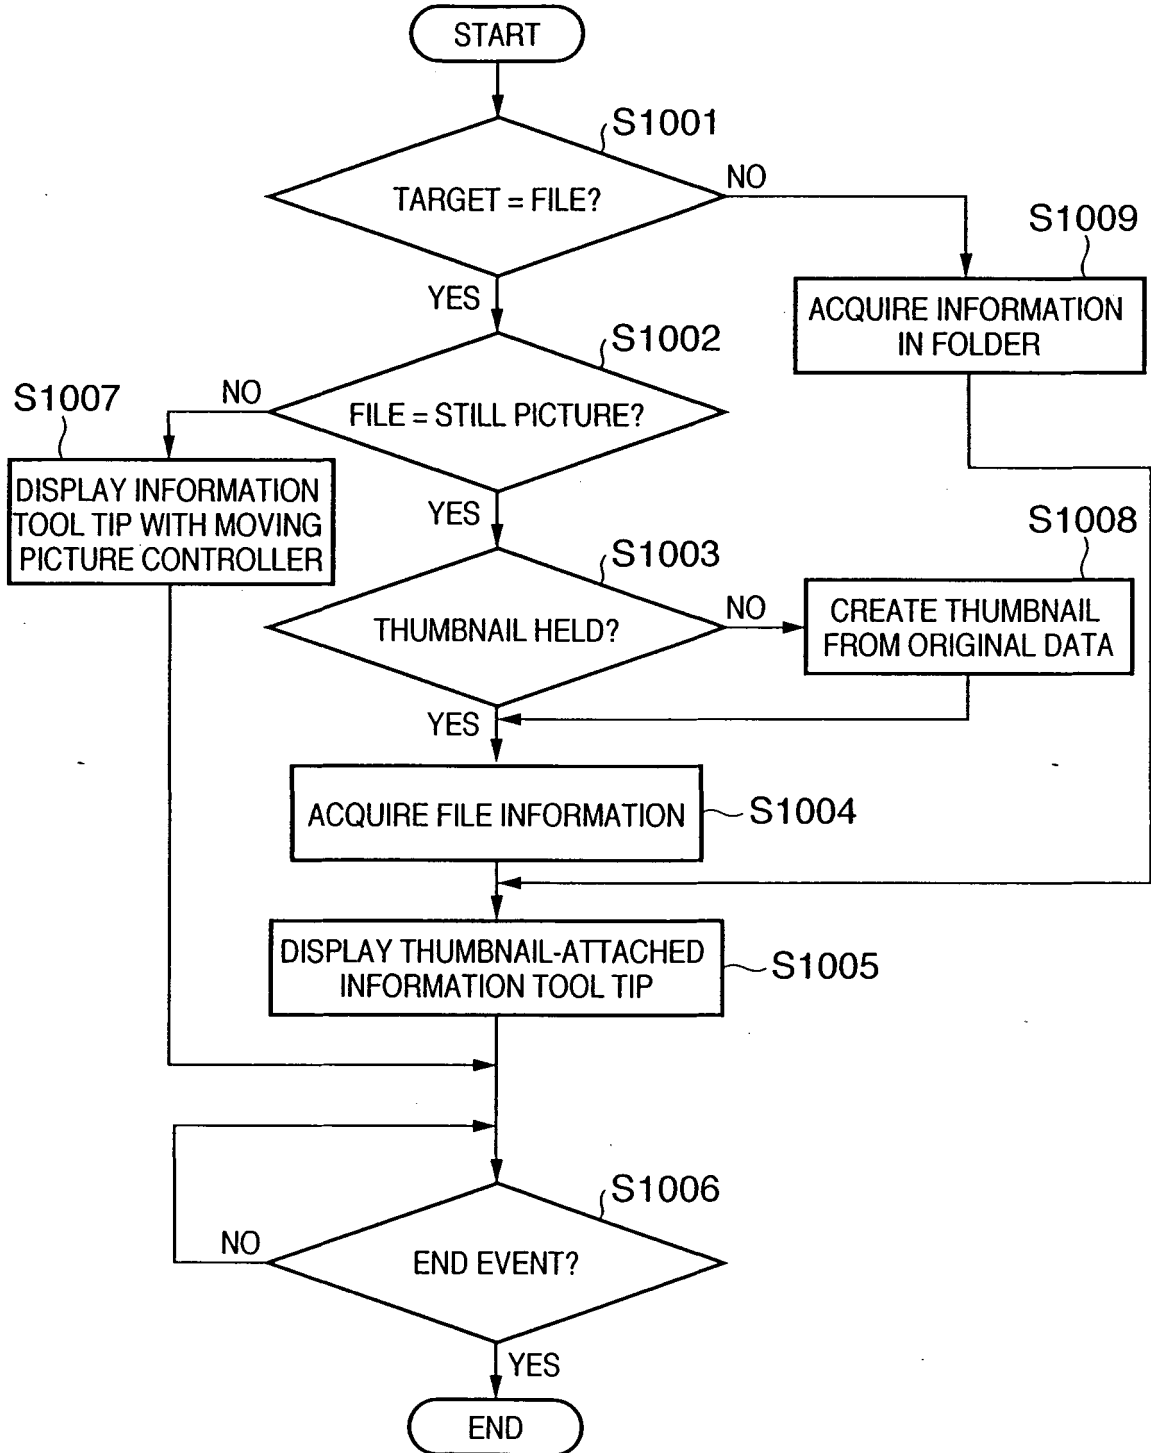 START
S1001
TARGET = FILE?
NO
S1009
YES
ACQUIRE INFORMATION
IN FOLDER
S1002
S1007
NO
FILE = STILL PICTURE?
DISPLAY INFORMATION
TOOL TIP WITH MOVING
PICTURE CONTROLLER
YES
S1008
S1003
THUMBNAIL HELD?
NO
CREATE THUMBNAIL
FROM ORIGINAL DATA
YES
ACQUIRE FILE INFORMATION
S1004
DISPLAY THUMBNAIL-ATTACHED
INFORMATION TOOL TIP
S1005
S1006
NO
END EVENT?
YES
END